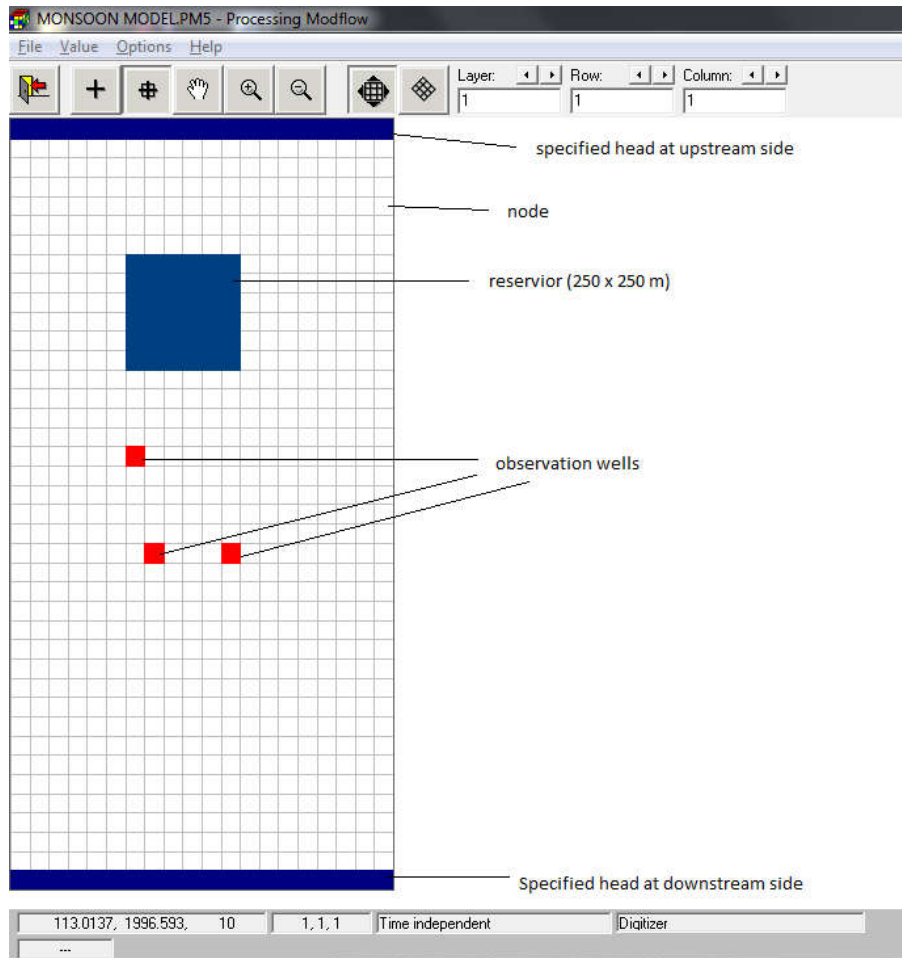 MONSOON MODEL.PM5 - Processing Modflow
File Value Options Help
Layer: Row: Column:
1 1 1
specified head at upstream side
node
reservior (250 x 250 m)
observation wells
Specified head at downstream side
113.0137, 1996.593, 10 1, 1, 1 Time independent Digitizer
---